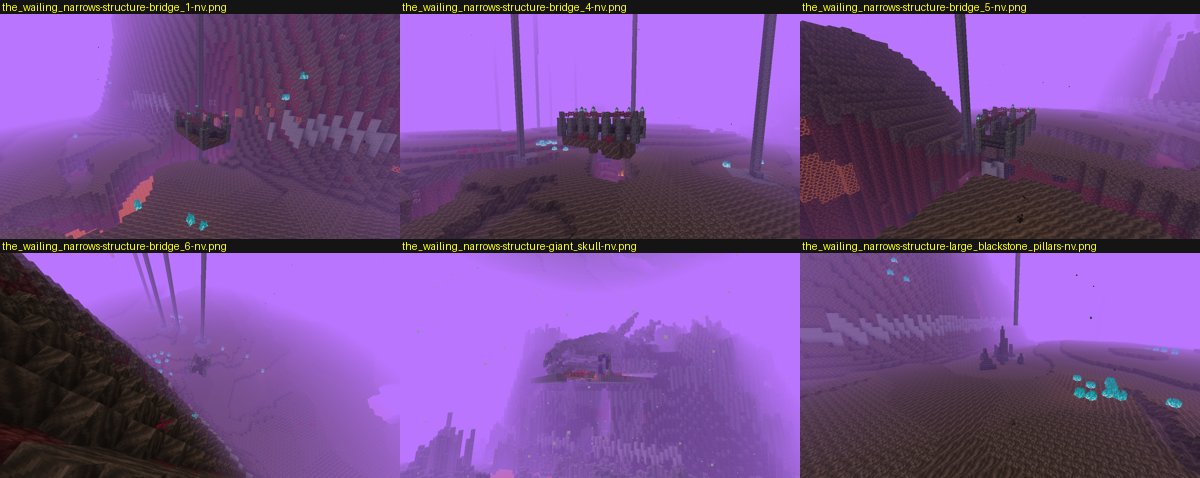 the_wailing_narrows-structure-bridge_1-nv.png
the_wailing_narrows-structure-bridge_4-nv.png
the_wailing_narrows-structure-bridge_5-nv.png
the_wailing_narrows-structure-bridge_6-nv.png
the_wailing_narrows-structure-giant_skull-nv.png
the_wailing_narrows-structure-large_blackstone_pillars-nv.png